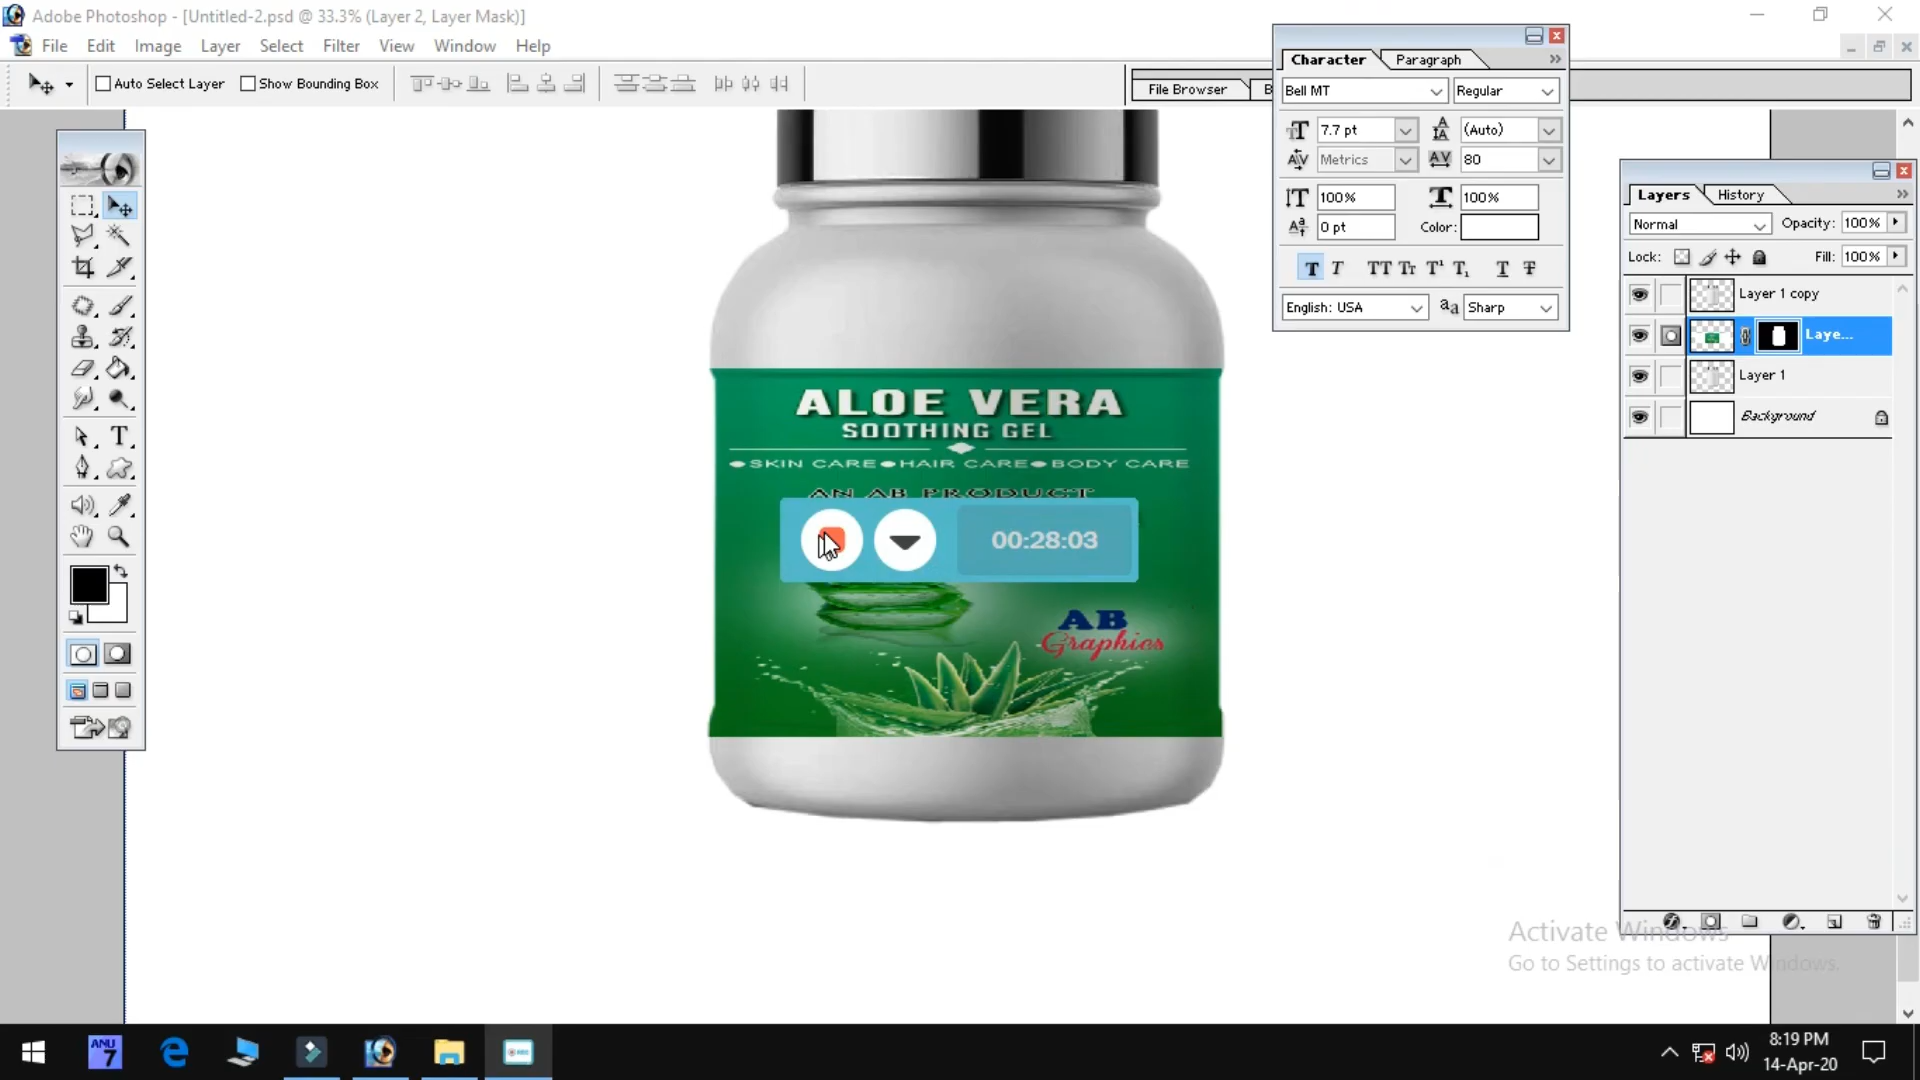 Adobe Photoshop - [Untitled-2.psd @ 33.3% (Layer 2, Layer Mask)]
File Edit Image Layer Select Filter View Window Help
Auto Select Layer Show Bounding Box
File Browser
Character Paragraph
Bell MT Regular
7.7 pt (Auto)
Metrics 80
100% 100%
0 pt Color:
English: USA aa Sharp
Layers History
Normal Opacity: 100%
Lock: Fill: 100%
Layer 1 copy
Laye...
Layer 1
Background
ALOE VERA
SOOTHING GEL
●SKIN CARE●HAIR CARE●BODY CARE
AN AB PRODUCT
00:28:03
AB
Graphics
Activate Windows
Go to Settings to activate Windows.
ANU
7
8:19 PM
14-Apr-20